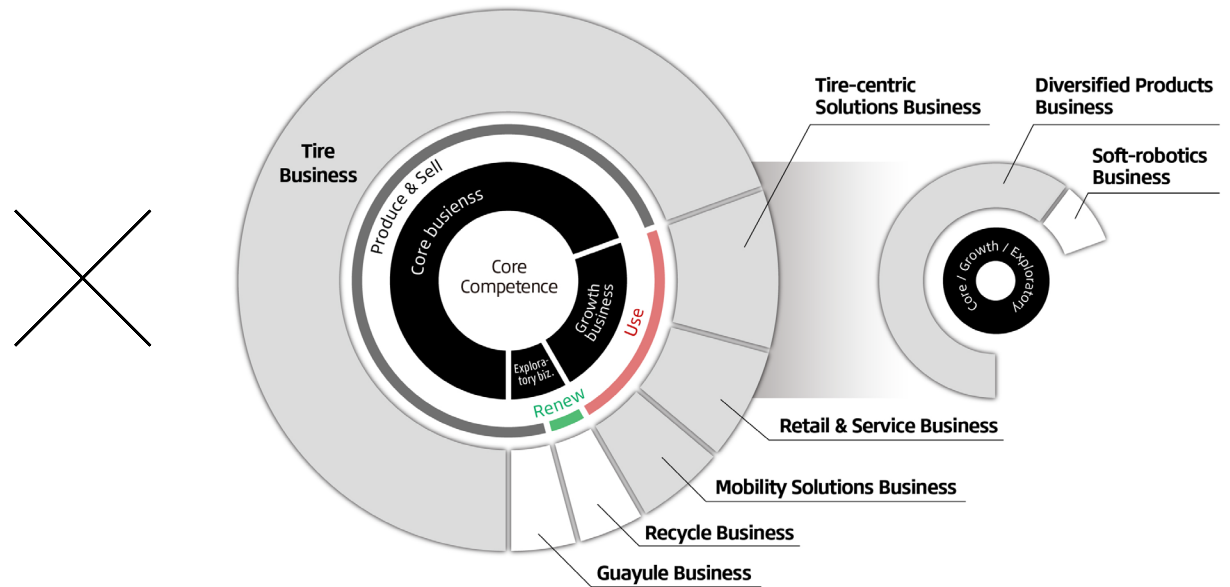 Tire-centric
Solutions Business
Diversified Products
Business
Soft-robotics
Business
Tire
Business
Produce & Sell
Core busienss
Core
Competence
Growth
business
Use
Explora-
tory biz.
Renew
Core / Growth / Exploratory
Retail & Service Business
Mobility Solutions Business
Recycle Business
Guayule Business